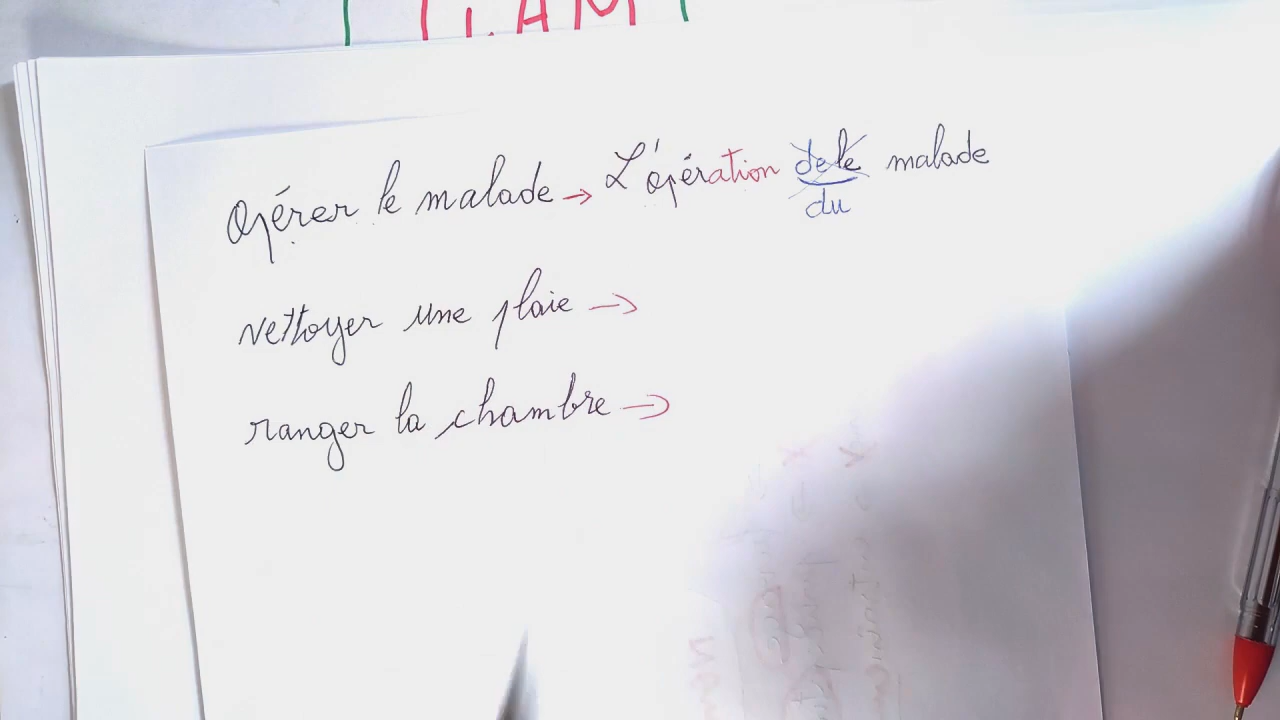 Opérer le malade → L'opération de le malade
du
nettoyer une plaie →
ranger la chambre →